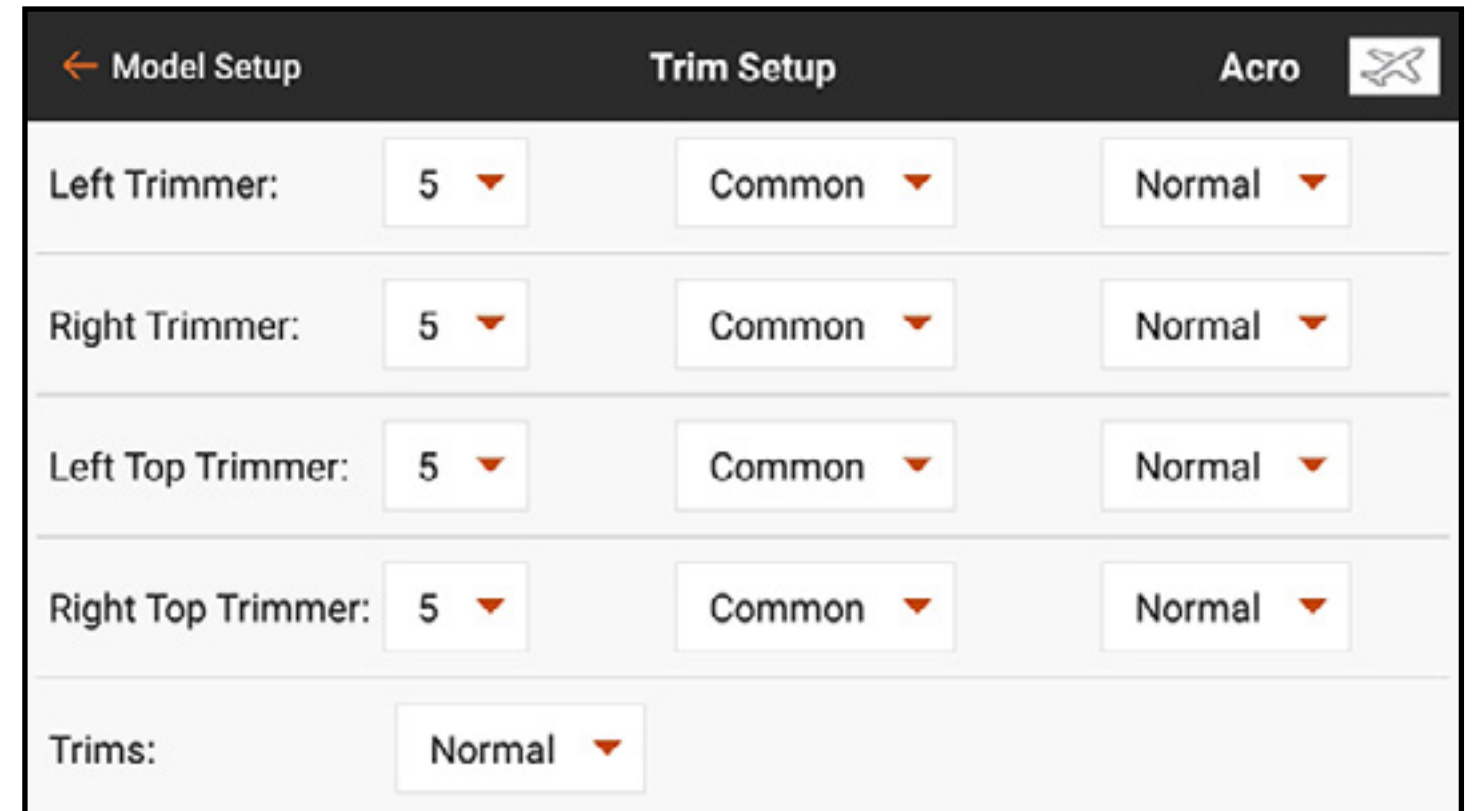 Model Setup Trim Setup Acro
Left Trimmer: 5 Common Normal
Right Trimmer: 5 Common Normal
Left Top Trimmer: 5 Common Normal
Right Top Trimmer: 5 Common Normal
Trims: Normal